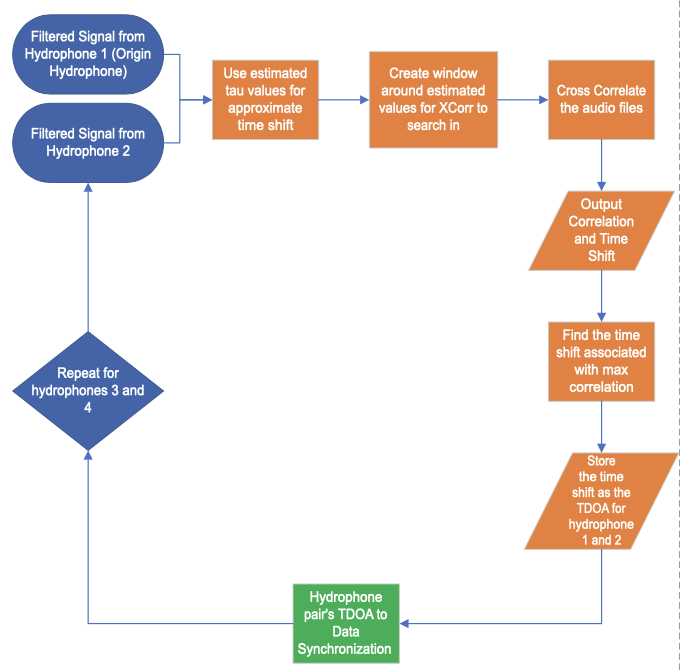 Filtered Signal from
Hydrophone 1 (Origin
Hydrophone)
Filtered Signal from
Hydrophone 2
Use estimated
tau values for
approximate
time shift
Create window
around estimated
values for XCorr to
search in
Cross Correlate
the audio files
Output
Correlation
and Time
Shift
Find the time
shift associated
with max
correlation
Store
the time
shift as the
TDOA for
hydrophone
1 and 2
Hydrophone
pair's TDOA to
Data
Synchronization
Repeat for
hydrophones 3 and
4